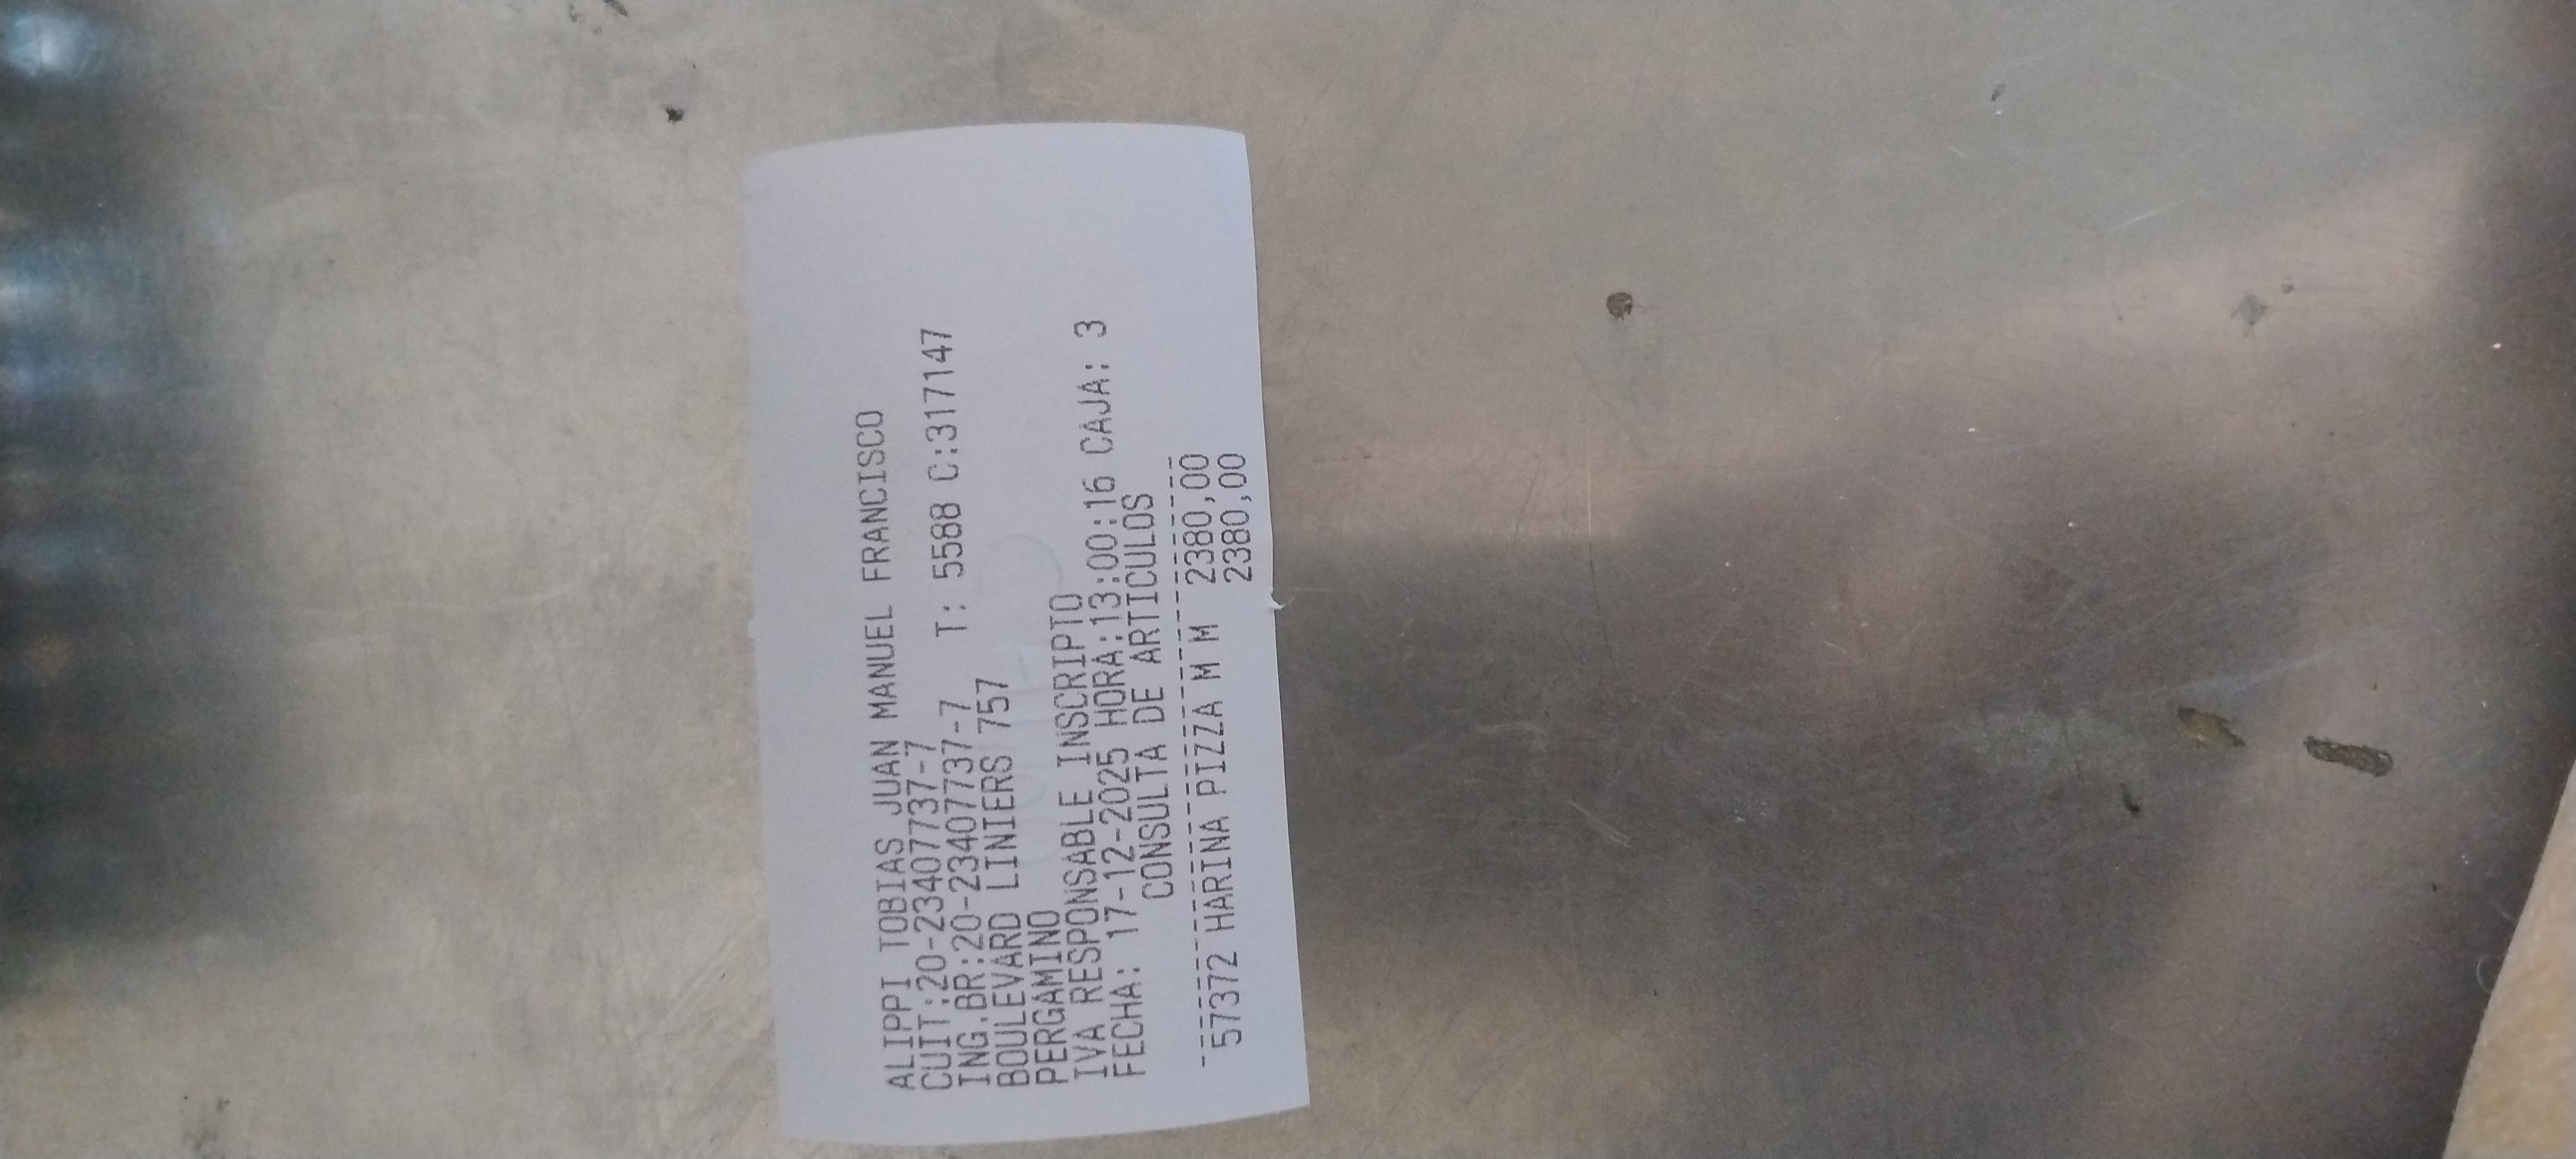 ALIPPI TOBIAS JUAN MANUEL FRANCISCO
CUIT:20-23407737-7
ING.BR:20-23407737-7 T: 5588 C:317147
BOULEVARD LINIERS 757
PERGAMINO
IVA RESPONSABLE INSCRIPTO
FECHA: 17-12-2025 HORA:13:00:16 CAJA: 3
CONSULTA DE ARTICULOS
57372 HARINA PIZZA M M 2380,00
2380,00